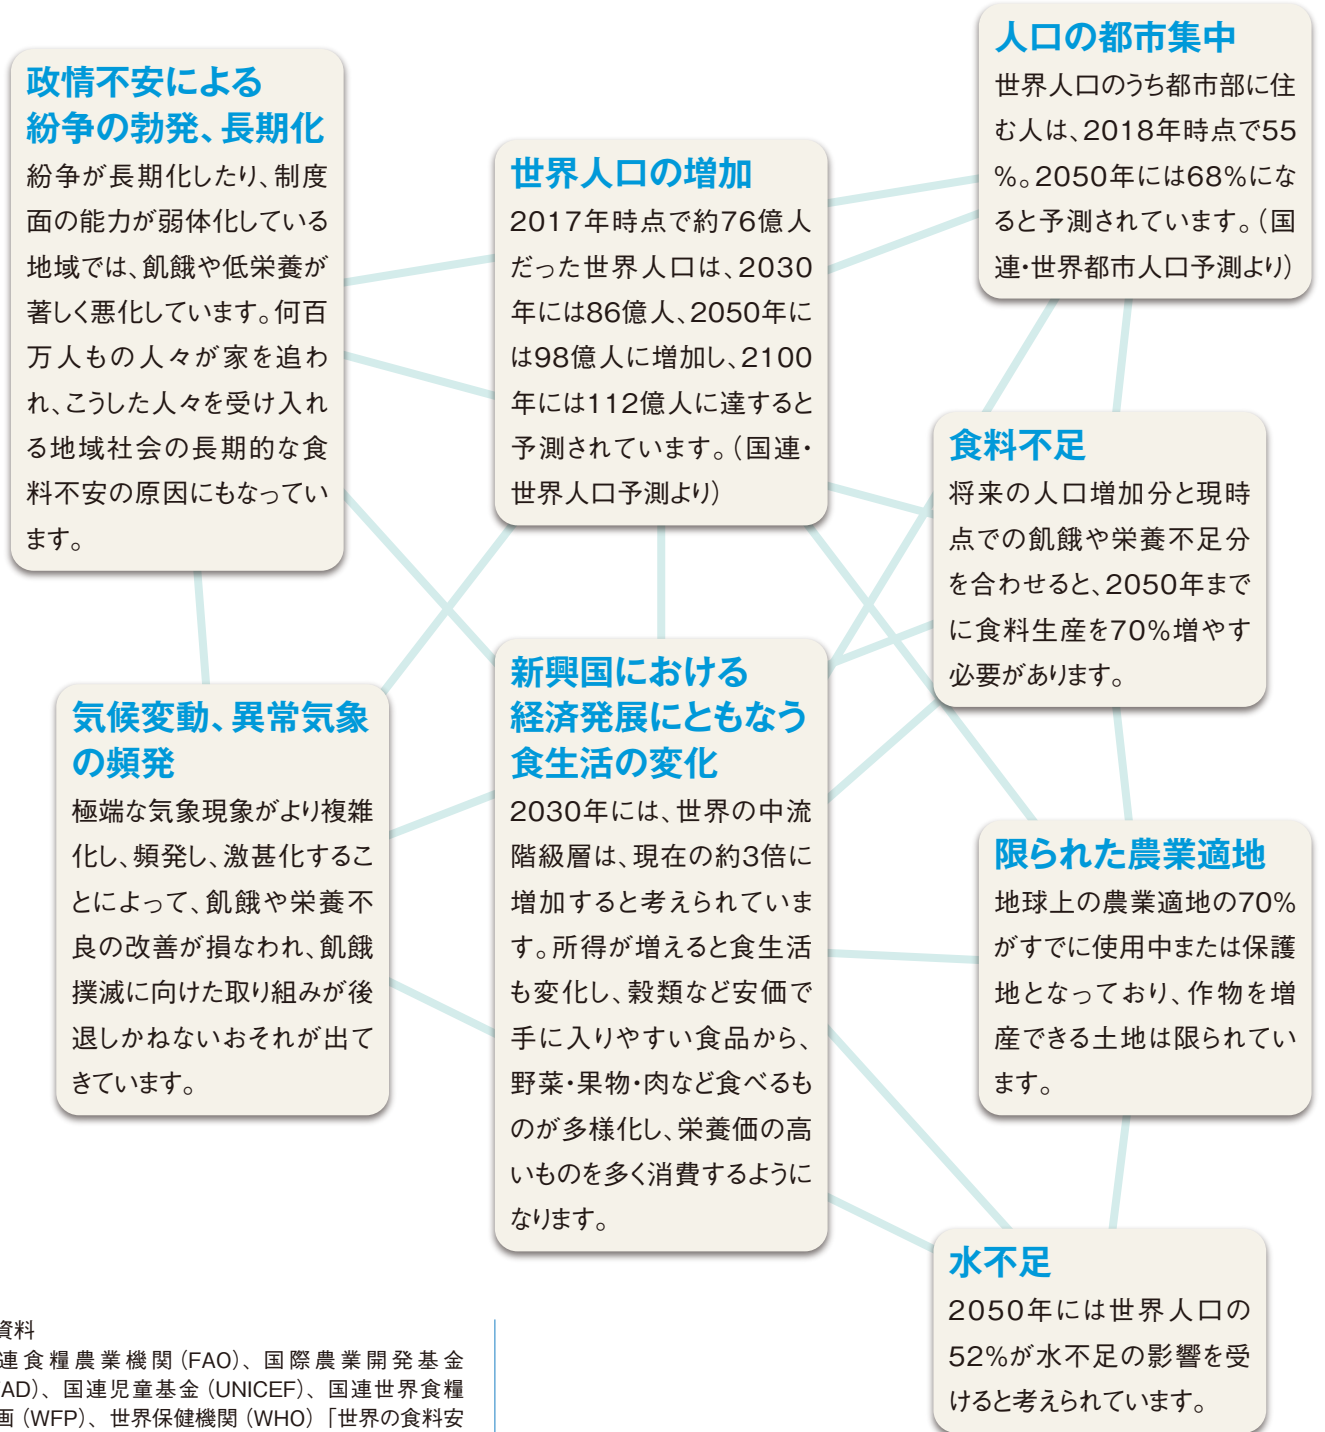 政情不安による
紛争の勃発、長期化
紛争が長期化したり、制度
面の能力が弱体化している
地域では、飢餓や低栄養が
著しく悪化しています。何百
万人もの人々が家を追わ
れ、こうした人々を受け入れ
る地域社会の長期的な食
料不安の原因にもなってい
ます。
世界人口の増加
2017年時点で約76億人
だった世界人口は、2030
年には86億人、2050年に
は98億人に増加し、2100
年には112億人に達すると
予測されています。（国連・
世界人口予測より）
人口の都市集中
世界人口のうち都市部に住
む人は、2018年時点で55
%。2050年には68%にな
ると予測されています。（国
連・世界都市人口予測より）
食料不足
将来の人口増加分と現時
点での飢餓や栄養不足分
を合わせると、2050年まで
に食料生産を70%増やす
必要があります。
気候変動、異常気象
の頻発
極端な気象現象がより複雑
化し、頻発し、激甚化するこ
とによって、飢餓や栄養不
良の改善が損なわれ、飢餓
撲滅に向けた取り組みが後
退しかねないおそれが出て
きています。
新興国における
経済発展にともなう
食生活の変化
2030年には、世界の中流
階級層は、現在の約3倍に
増加すると考えられていま
す。所得が増えると食生活
も変化し、穀類など安価で
手に入りやすい食品から、
野菜・果物・肉など食べるも
のが多様化し、栄養価の高
いものを多く消費するように
なります。
限られた農業適地
地球上の農業適地の70%
がすでに使用中または保護
地となっており、作物を増
産できる土地は限られてい
ます。
水不足
2050年には世界人口の
52%が水不足の影響を受
けると考えられています。
資料
連食糧農業機関（FAO）、国際農業開発基金
AD）、国連児童基金（UNICEF）、国連世界食糧
画（WFP）、世界保健機関（WHO）「世界の食料安